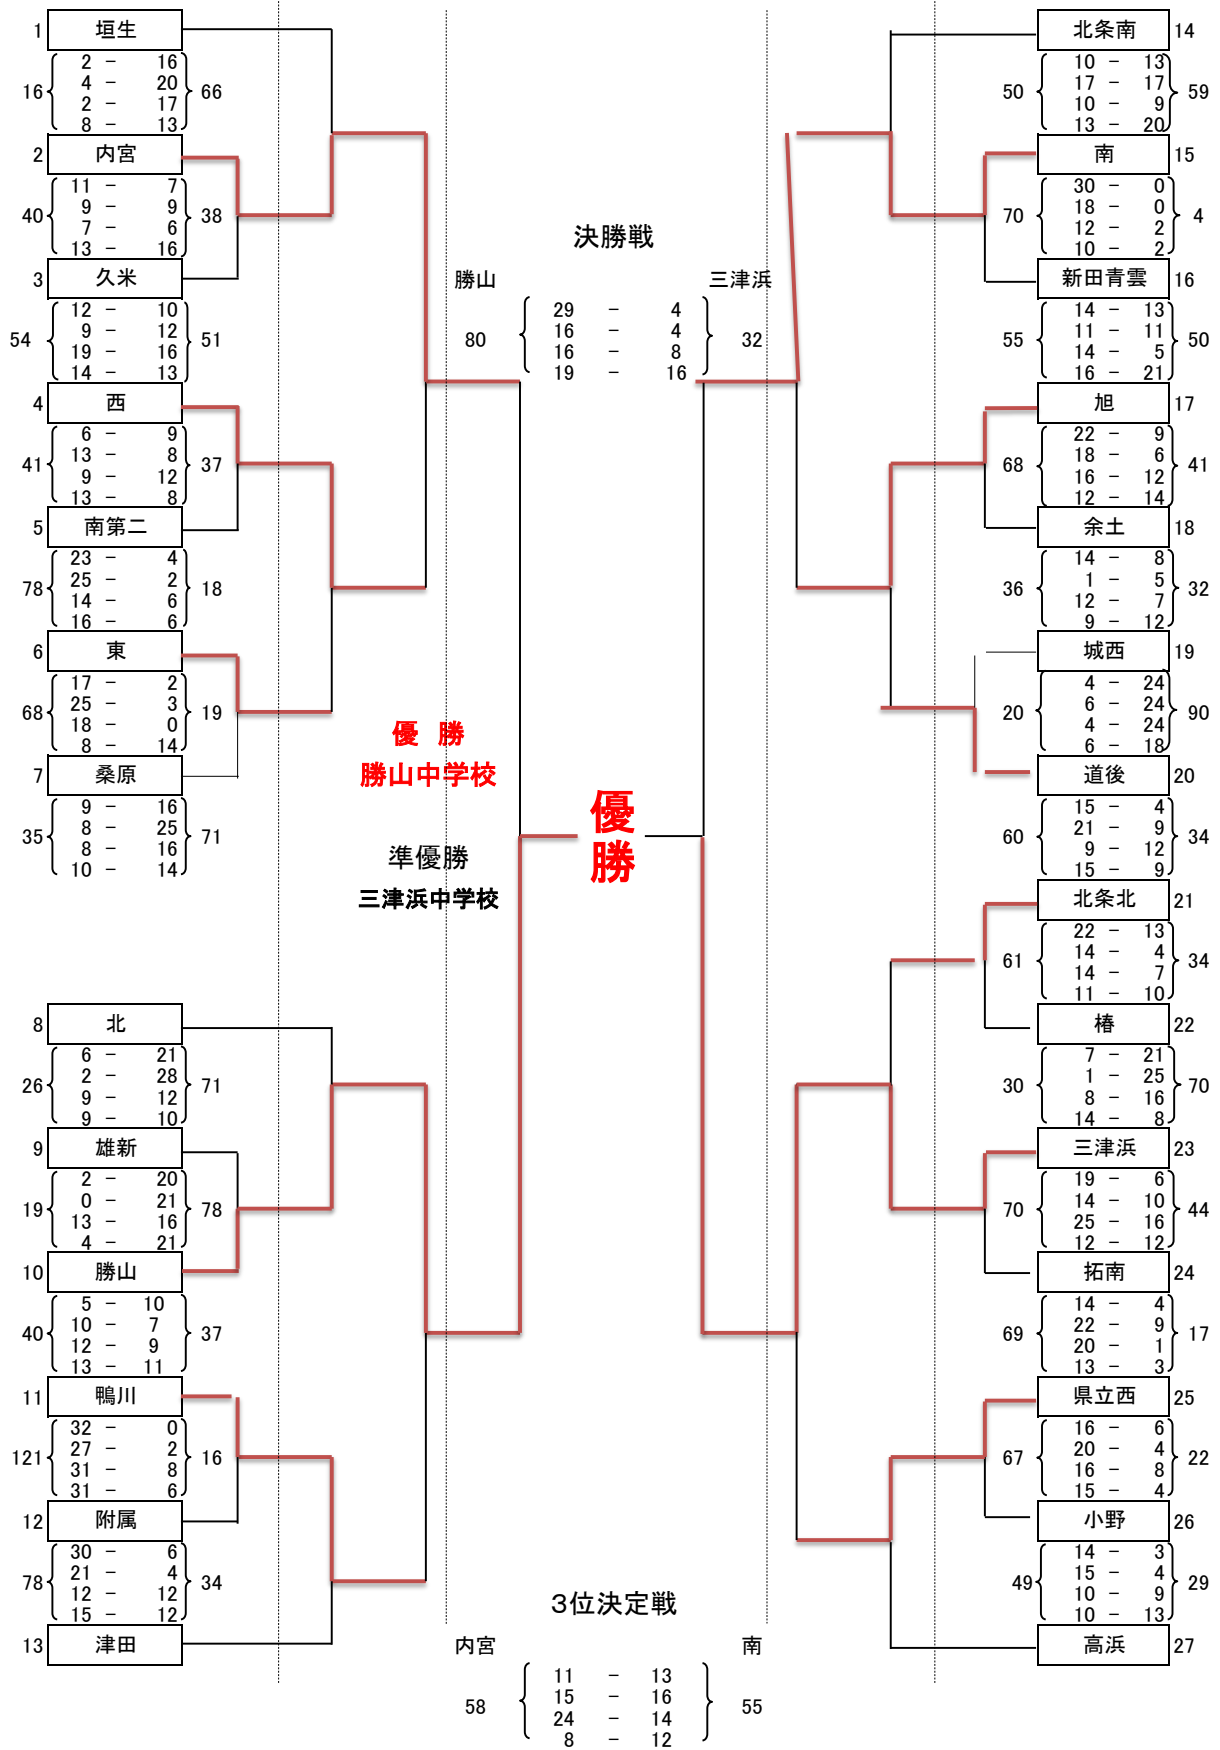 1 垣生
2 － 16
4 － 20
16 66
2 － 17
8 － 13
2 内宮
11 － 7
9 － 9
40 38
7 － 6
13 － 16
3 久米
12 － 10
9 － 12
54 51
19 － 16
14 － 13
4 西
6 － 9
13 － 8
41 37
9 － 12
13 － 8
5 南第二
23 － 4
25 － 2
78 18
14 － 6
16 － 6
6 東
17 － 2
25 － 3
68 19
18 － 0
8 － 14
7 桑原
9 － 16
8 － 25
35 71
8 － 16
10 － 14
8 北
6 － 21
2 － 28
26 71
9 － 12
9 － 10
9 雄新
2 － 20
0 － 21
19 78
13 － 16
4 － 21
10 勝山
5 － 10
10 － 7
40 37
12 － 9
13 － 11
11 鴨川
32 － 0
27 － 2
121 16
31 － 8
31 － 6
12 附属
30 － 6
21 － 4
78 34
12 － 12
15 － 12
13 津田
決勝戦
勝山 三津浜
29 － 4
16 － 4
80 32
16 － 8
19 － 16
優 勝
勝山中学校
準優勝
三津浜中学校
優
勝
3位決定戦
内宮 南
11 － 13
15 － 16
58 55
24 － 14
8 － 12
北条南 14
10 － 13
17 － 17
50 59
10 － 9
13 － 20
南 15
30 － 0
18 － 0
70 4
12 － 2
10 － 2
新田青雲 16
14 － 13
11 － 11
55 50
14 － 5
16 － 21
旭 17
22 － 9
18 － 6
68 41
16 － 12
12 － 14
余土 18
14 － 8
1 － 5
36 32
12 － 7
9 － 12
城西 19
4 － 24
6 － 24
20 90
4 － 24
6 － 18
道後 20
15 － 4
21 － 9
60 34
9 － 12
15 － 9
北条北 21
22 － 13
14 － 4
61 34
14 － 7
11 － 10
椿 22
7 － 21
1 － 25
30 70
8 － 16
14 － 8
三津浜 23
19 － 6
14 － 10
70 44
25 － 16
12 － 12
拓南 24
14 － 4
22 － 9
69 17
20 － 1
13 － 3
県立西 25
16 － 6
20 － 4
67 22
16 － 8
15 － 4
小野 26
14 － 3
15 － 4
49 29
10 － 9
10 － 13
高浜 27